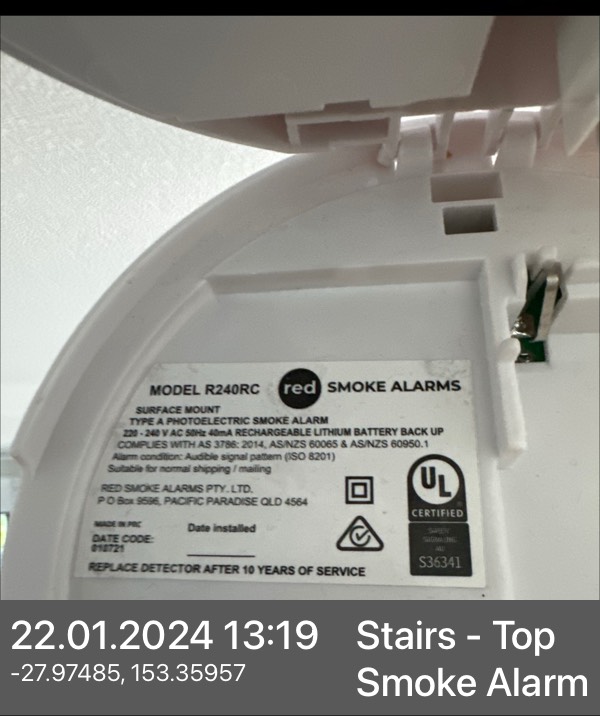 MODEL R240RC red SMOKE ALARMS
SURFACE MOUNT
TYPE A PHOTOELECTRIC SMOKE ALARM
220 - 240 V AC 50Hz 40mA RECHARGEABLE LITHIUM BATTERY BACK UP
COMPLIES WITH AS 3786: 2014, AS/NZS 60065 & AS/NZS 60950.1
Alarm condition: Audible signal pattern (ISO 8201)
Suitable for normal shipping / mailing
RED SMOKE ALARMS PTY. LTD.
P O Box 9596, PACIFIC PARADISE QLD 4564
UL
CERTIFIED
SAFETY
AU
S36341
MADE IN PRC
Date installed
DATE CODE:
010721
REPLACE DETECTOR AFTER 10 YEARS OF SERVICE
22.01.2024 13:19
-27.97485, 153.35957
Stairs - Top
Smoke Alarm